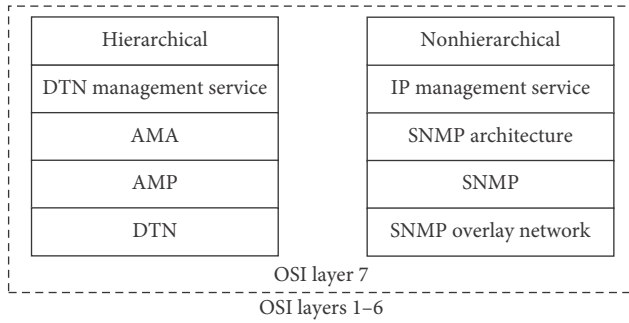 Hierarchical
DTN management service
AMA
AMP
DTN
Nonhierarchical
IP management service
SNMP architecture
SNMP
SNMP overlay network
OSI layer 7
OSI layers 1–6